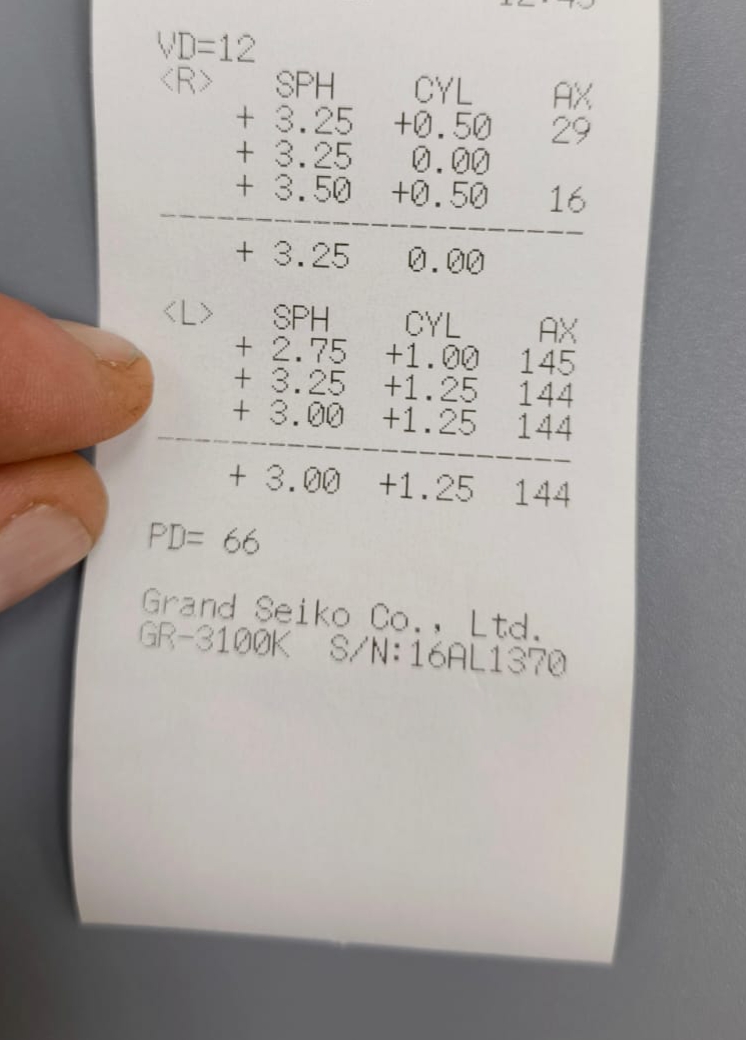 VD=12
<R> SPH CYL AX
+ 3.25 +0.50 29
+ 3.25 0.00
+ 3.50 +0.50 16
+ 3.25 0.00
<L> SPH CYL AX
+ 2.75 +1.00 145
+ 3.25 +1.25 144
+ 3.00 +1.25 144
+ 3.00 +1.25 144
PD= 66
Grand Seiko Co., Ltd.
GR-3100K S/N:16AL1370